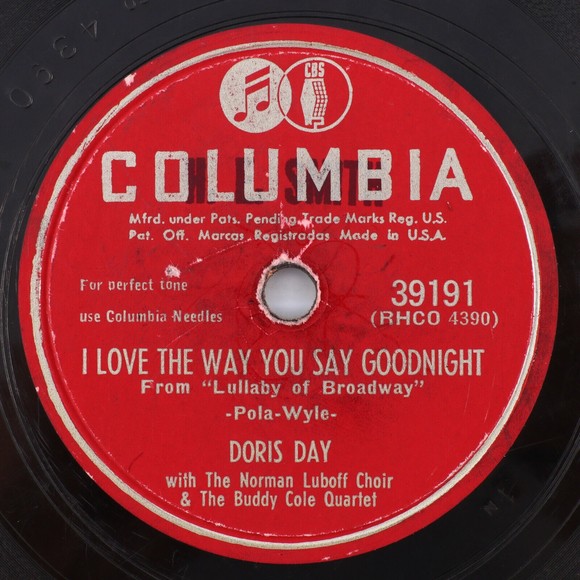 CBS
COLUMBIA
Mfrd. under Pats. Pending Trade Marks Reg. U.S.
Pat. Off. Marcas Registradas Made in U.S.A.
For perfect tone
use Columbia Needles
39191
(RHCO 4390)
I LOVE THE WAY YOU SAY GOODNIGHT
From "Lullaby of Broadway"
-Pola-Wyle-
DORIS DAY
with The Norman Luboff Choir
& The Buddy Cole Quartet